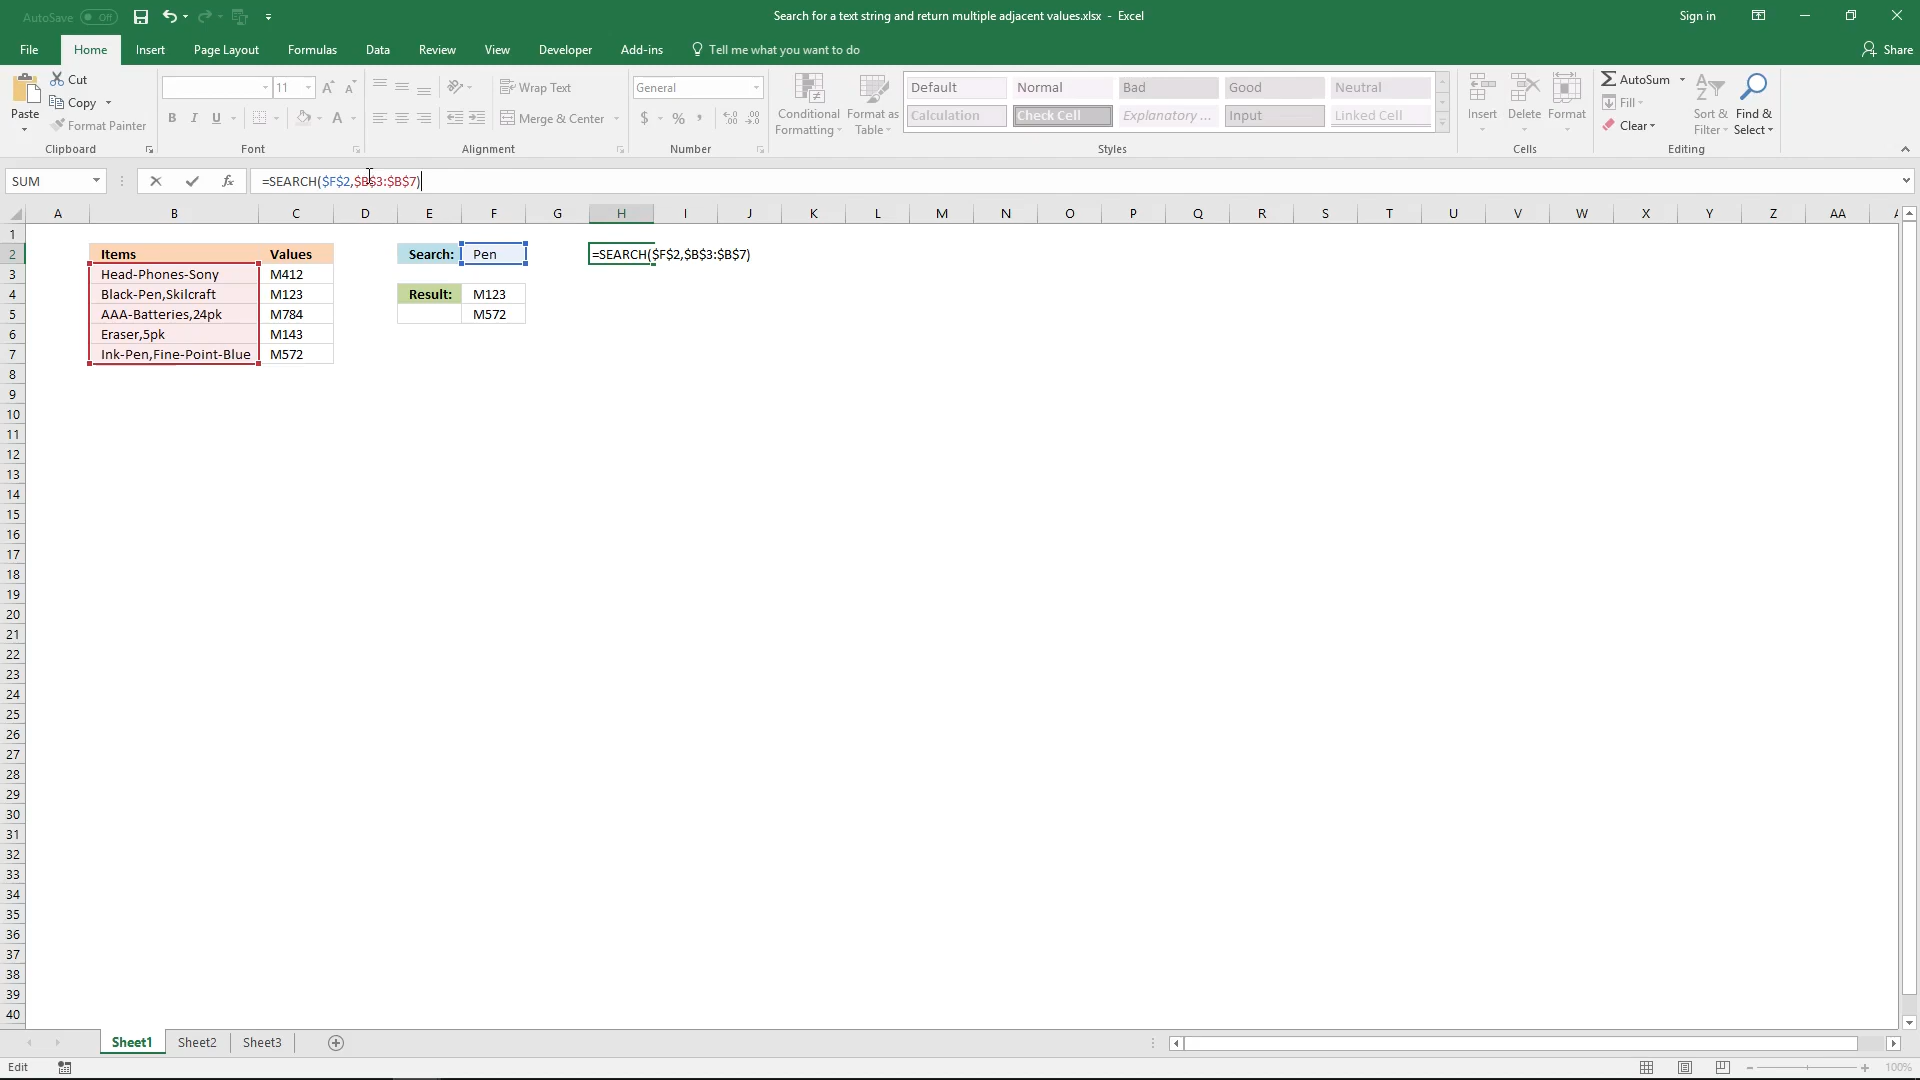 AutoSave Off
Search for a text string and return multiple adjacent values.xlsx - Excel
Sign in
File Home Insert Page Layout Formulas Data Review View Developer Add-ins Tell me what you want to do Share
Paste
Cut
Copy
Format Painter
Clipboard
11
Font
Wrap Text
Merge & Center
Alignment
General
$ % ,
Number
Conditional Formatting
Format as Table
Default Normal Bad Good Neutral
Calculation Check Cell Explanatory ... Input Linked Cell
Styles
Insert Delete Format
Cells
AutoSum
Fill
Clear
Sort & Filter
Find & Select
Editing
SUM fx =SEARCH($F$2,$B$3:$B$7)
A B C D E F G H I J K L M N O P Q R S T U V W X Y Z AA
1
2 Items Values Search: Pen =SEARCH($F$2,$B$3:$B$7)
3 Head-Phones-Sony M412
4 Black-Pen,Skilcraft M123 Result: M123
5 AAA-Batteries,24pk M784 M572
6 Eraser,5pk M143
7 Ink-Pen,Fine-Point-Blue M572
8
9
10
11
12
13
14
15
16
17
18
19
20
21
22
23
24
25
26
27
28
29
30
31
32
33
34
35
36
37
38
39
40
Sheet1 Sheet2 Sheet3
Edit
100%